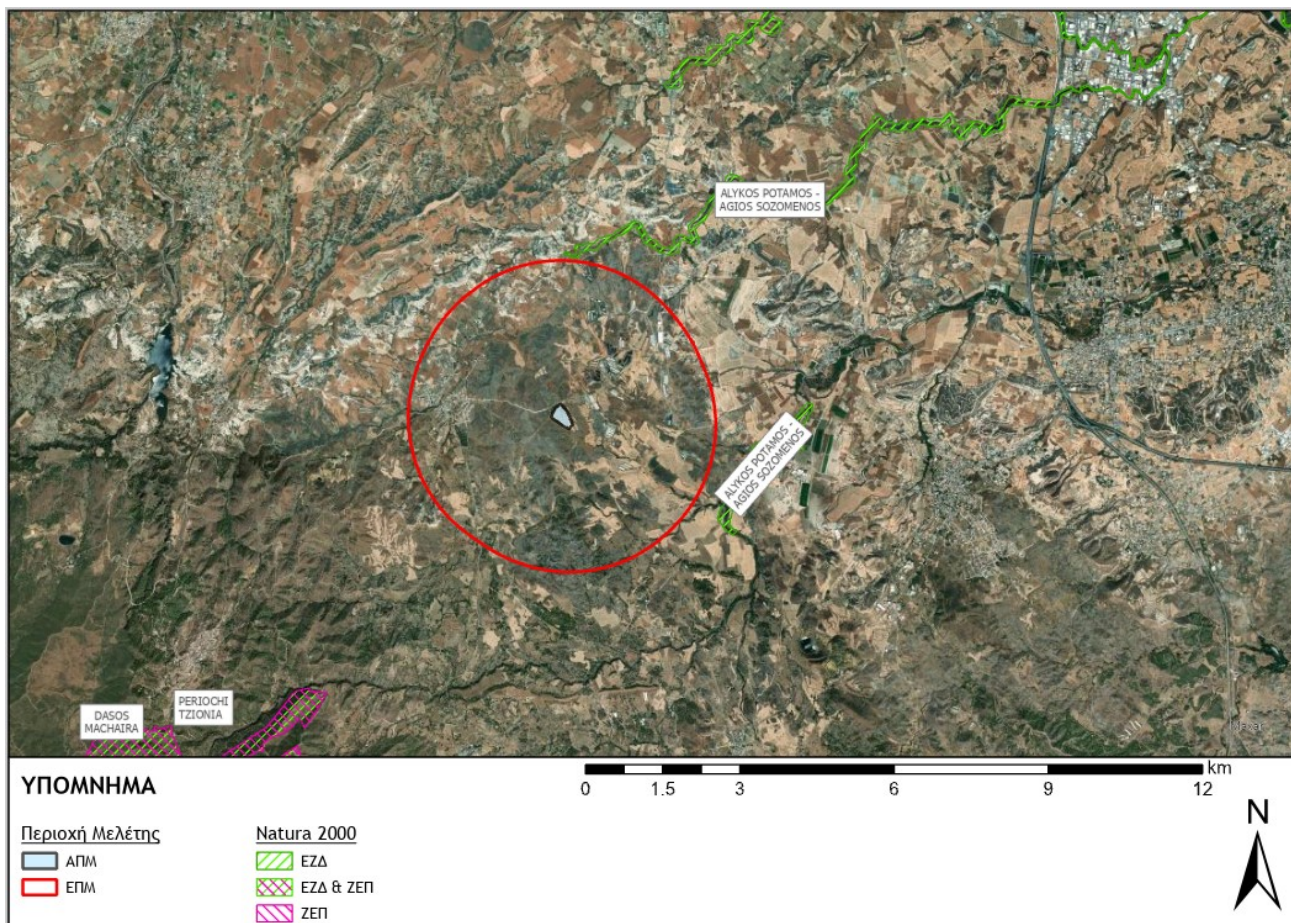 ALYKOS POTAMOS -
AGIOS SOZOMENOS
ALYKOS POTAMOS -
AGIOS SOZOMENOS
DASOS
MACHAIRA
PERIOCHI
TZIONIA
ΥΠΟΜΝΗΜΑ
Περιοχή Μελέτης
ΑΠΜ
ΕΠΜ
Natura 2000
ΕΖΔ
ΕΖΔ & ΖΕΠ
ΖΕΠ
0 1.5 3 6 9 12
km
N